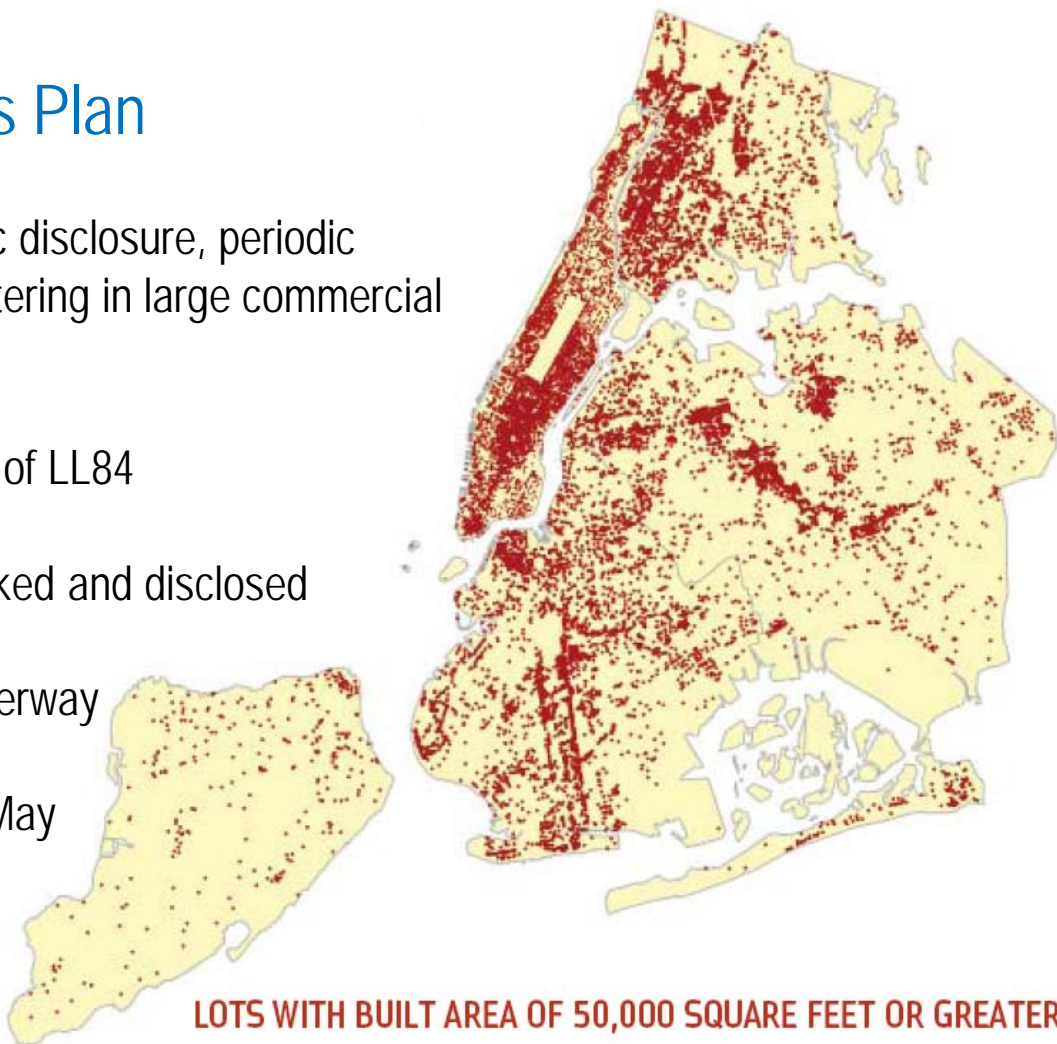 s Plan
c disclosure, periodic
tering in large commercial
of LL84
ked and disclosed
erway
May
LOTS WITH BUILT AREA OF 50,000 SQUARE FEET OR GREATER